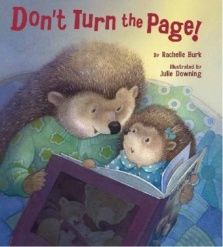 Don't Turn the Page!
By Rachelle Burk
Illustrated by
Julie Downing